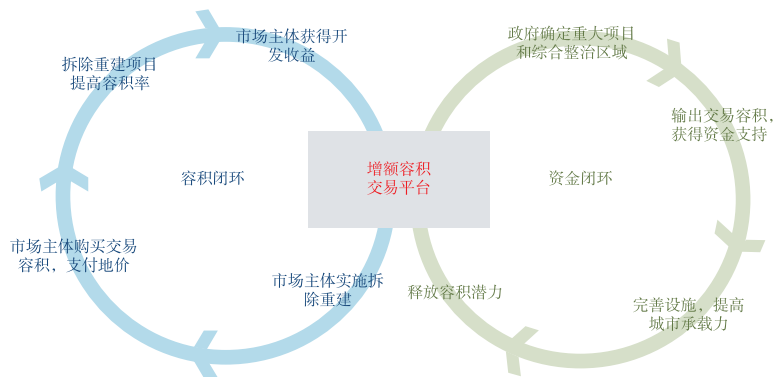 市场主体获得开
发收益
拆除重建项目
提高容积率
容积闭环
市场主体购买交易
容积，支付地价
市场主体实施拆
除重建
增额容积
交易平台
政府确定重大项目
和综合整治区域
输出交易容积，
获得资金支持
资金闭环
释放容积潜力
完善设施，提高
城市承载力